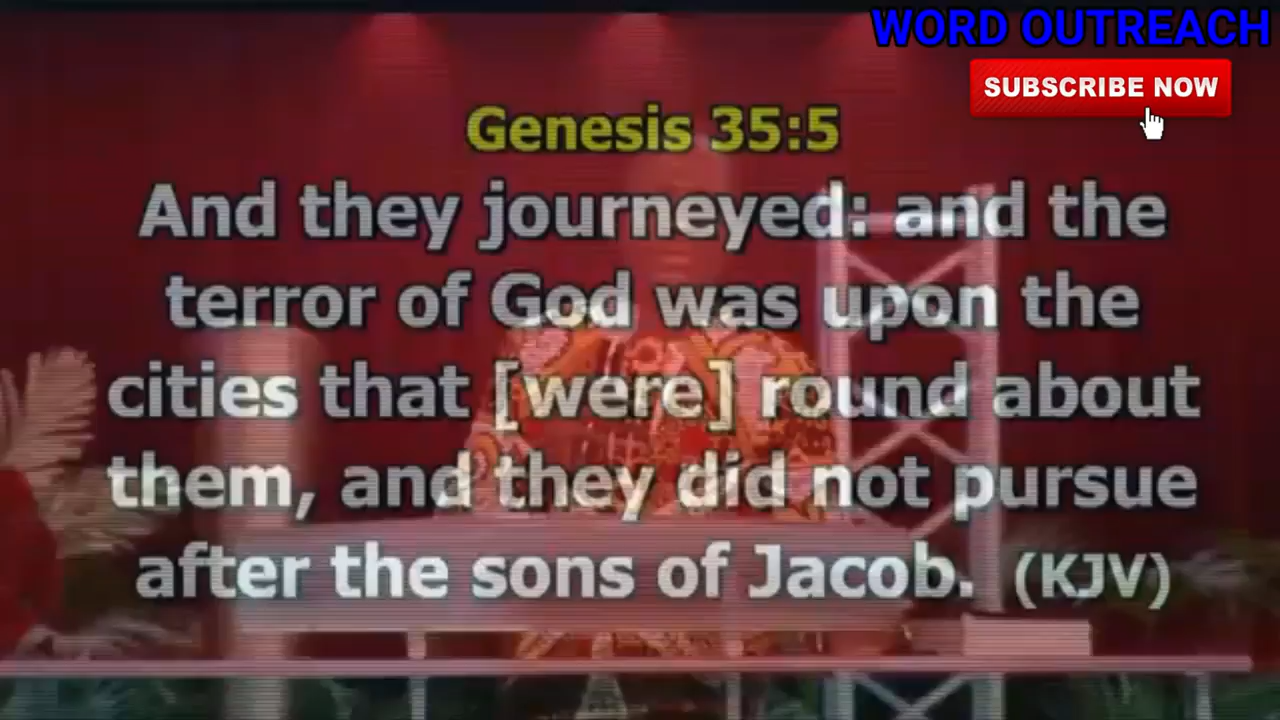 WORD OUTREACH
SUBSCRIBE NOW
Genesis 35:5
And they journeyed: and the
terror of God was upon the
cities that [were] round about
them, and they did not pursue
after the sons of Jacob. (KJV)